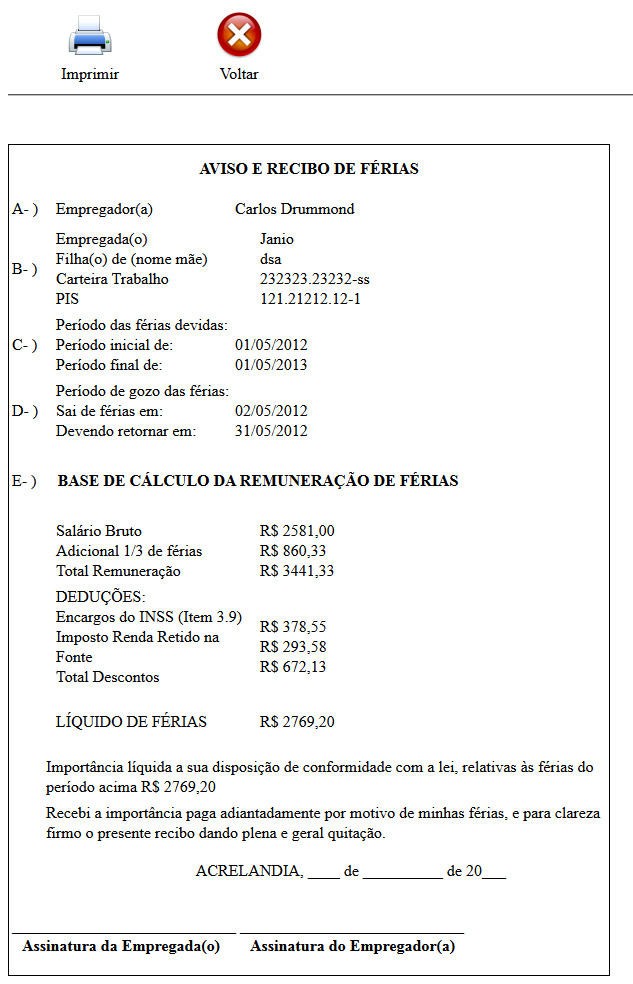 Imprimir Voltar
AVISO E RECIBO DE FÉRIAS
A- ) Empregador(a) Carlos Drummond
B- )
Empregada(o) Janio
Filha(o) de (nome mãe) dsa
Carteira Trabalho 232323.23232-ss
PIS 121.21212.12-1
C- )
Período das férias devidas:
Período inicial de: 01/05/2012
Período final de: 01/05/2013
D- )
Período de gozo das férias:
Sai de férias em: 02/05/2012
Devendo retornar em: 31/05/2012
E- ) BASE DE CÁLCULO DA REMUNERAÇÃO DE FÉRIAS
Salário Bruto R$ 2581,00
Adicional 1/3 de férias R$ 860,33
Total Remuneração R$ 3441,33
DEDUÇÕES:
Encargos do INSS (Item 3.9) R$ 378,55
Imposto Renda Retido na
Fonte R$ 293,58
Total Descontos R$ 672,13
LÍQUIDO DE FÉRIAS R$ 2769,20
Importância líquida a sua disposição de conformidade com a lei, relativas às férias do
período acima R$ 2769,20
Recebi a importância paga adiantadamente por motivo de minhas férias, e para clareza
firmo o presente recibo dando plena e geral quitação.
ACRELANDIA, ____ de __________ de 20___
Assinatura da Empregada(o) Assinatura do Empregador(a)